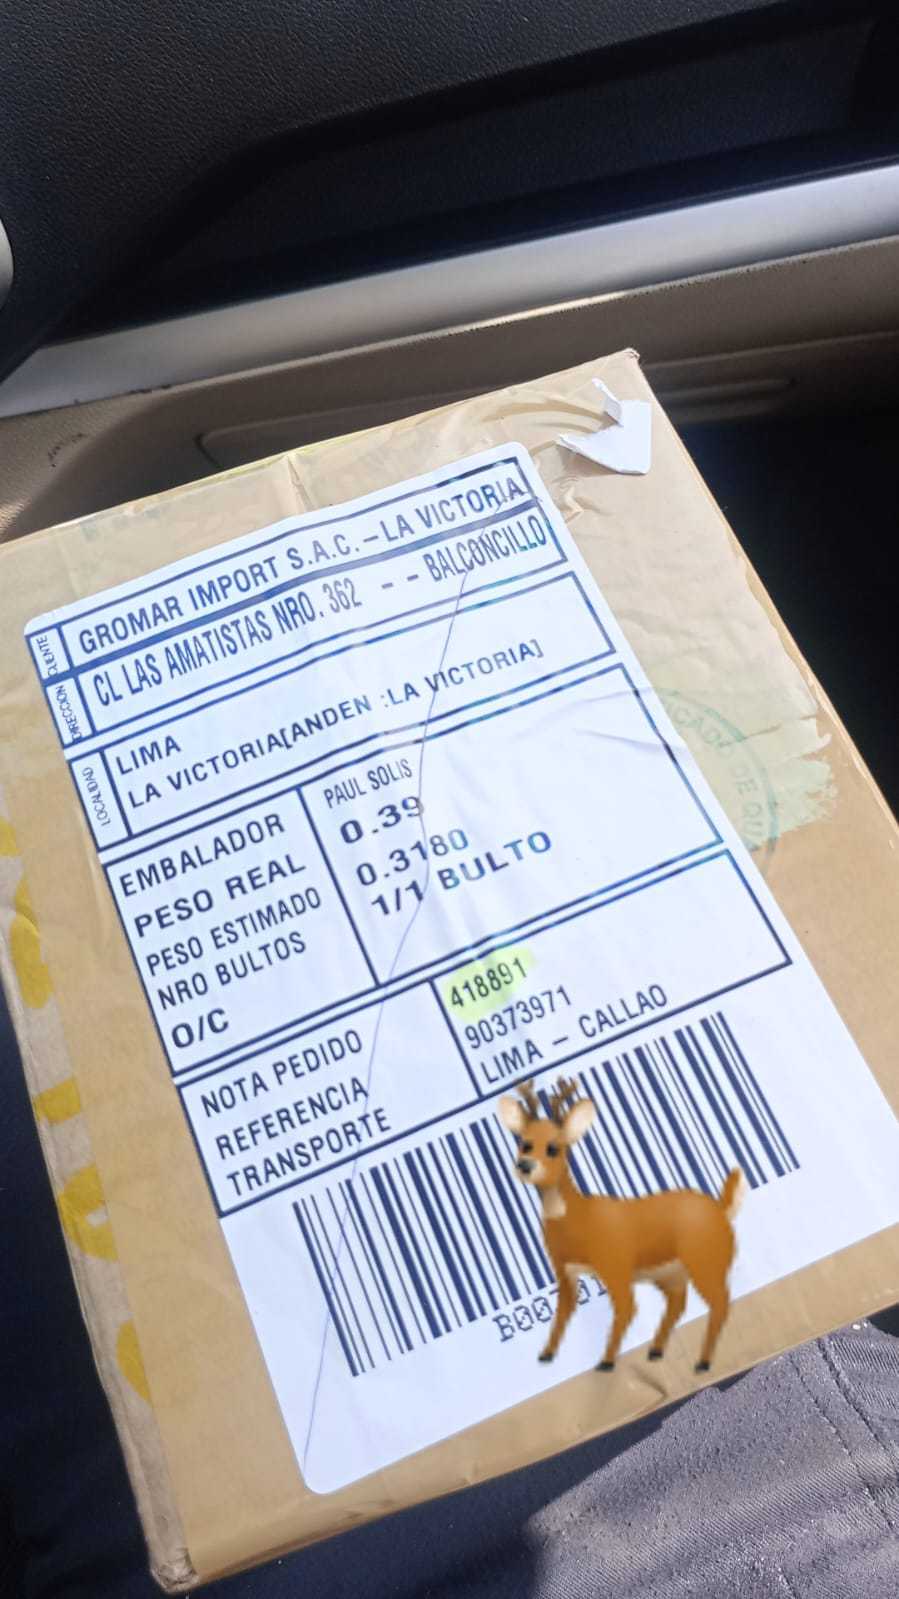 CLIENTE
GROMAR IMPORT S.A.C. – LA VICTORIA
DIRECCION
CL LAS AMATISTAS NRO. 362 - - BALCONCILLO
LOCALIDAD
LIMA
LA VICTORIA[ANDEN :LA VICTORIA]
EMBALADOR PAUL SOLIS
PESO REAL 0.39
PESO ESTIMADO 0.3180
NRO BULTOS 1/1 BULTO
O/C
NOTA PEDIDO 418891
REFERENCIA 90373971
TRANSPORTE LIMA – CALLAO